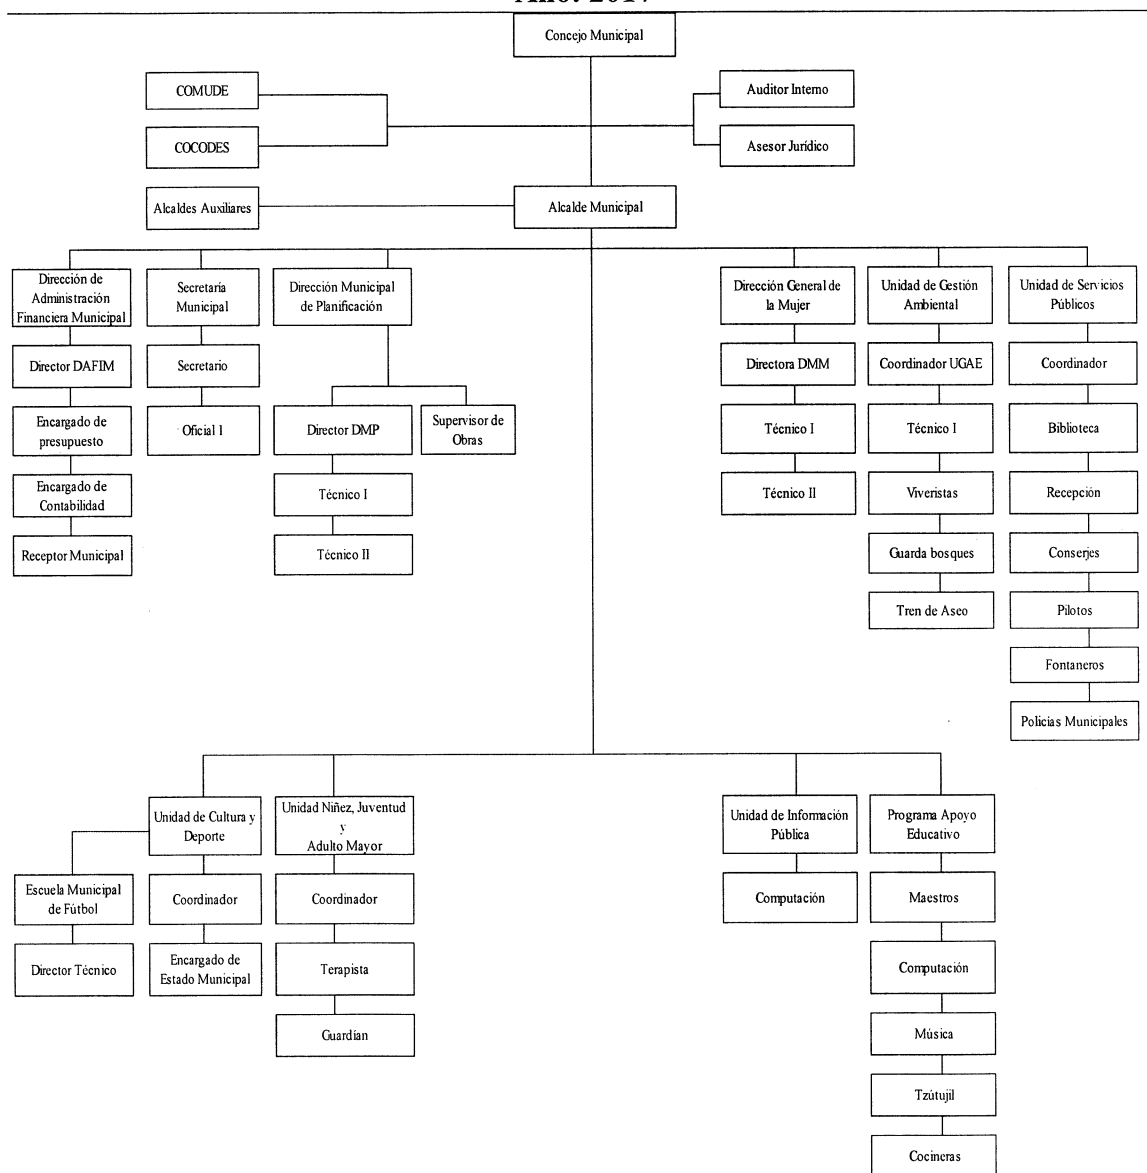 Concejo Municipal
COMUDE
Auditor Interno
COCODES
Asesor Jurídico
Alcaldes Auxiliares
Alcalde Municipal
Dirección de
Administración
Financiera Municipal
Secretaría
Municipal
Dirección Municipal
de Planificación
Dirección General de
la Mujer
Unidad de Gestión
Ambiental
Unidad de Servicios
Públicos
Director DAFIM
Secretario
Directora DMM
Coordinador UGAE
Coordinador
Encargado de
presupuesto
Oficial I
Director DMP
Supervisor de
Obras
Técnico I
Técnico I
Biblioteca
Encargado de
Contabilidad
Técnico I
Técnico II
Viveristas
Recepción
Receptor Municipal
Técnico II
Guarda bosques
Conserjes
Tren de Aseo
Pilotos
Fontaneros
Policias Municipales
Unidad de Cultura y
Deporte
Unidad Niñez, Juventud
y
Adulto Mayor
Unidad de Información
Pública
Programa Apoyo
Educativo
Escuela Municipal
de Fútbol
Coordinador
Coordinador
Computación
Maestros
Director Técnico
Encargado de
Estado Municipal
Terapista
Computación
Guardían
Música
Tzútujil
Cocineras